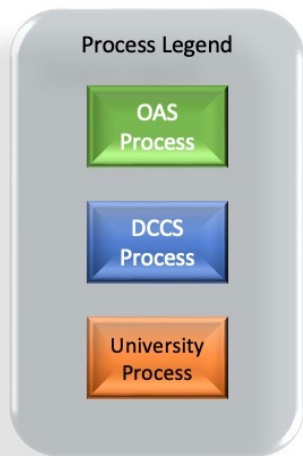 Process Legend
OAS
Process
DCCS
Process
University
Process